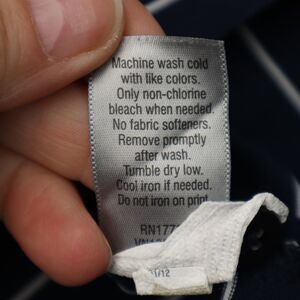 Machine wash cold
with like colors.
Only non-chlorine
bleach when needed.
No fabric softeners.
Remove promptly
after wash.
Tumble dry low.
Cool iron if needed.
Do not iron on print